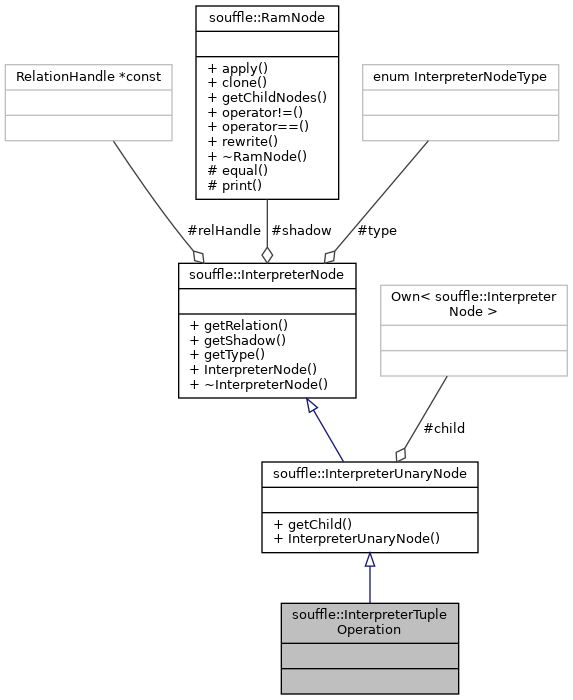 souffle::RamNode
+ apply()
+ clone()
+ getChildNodes()
+ operator!=()
+ operator==()
+ rewrite()
+ ~RamNode()
# equal()
# print()
RelationHandle *const
enum InterpreterNodeType
#relHandle
#shadow
#type
souffle::InterpreterNode
+ getRelation()
+ getShadow()
+ getType()
+ InterpreterNode()
+ ~InterpreterNode()
Own< souffle::Interpreter
Node >
#child
souffle::InterpreterUnaryNode
+ getChild()
+ InterpreterUnaryNode()
souffle::InterpreterTuple
Operation